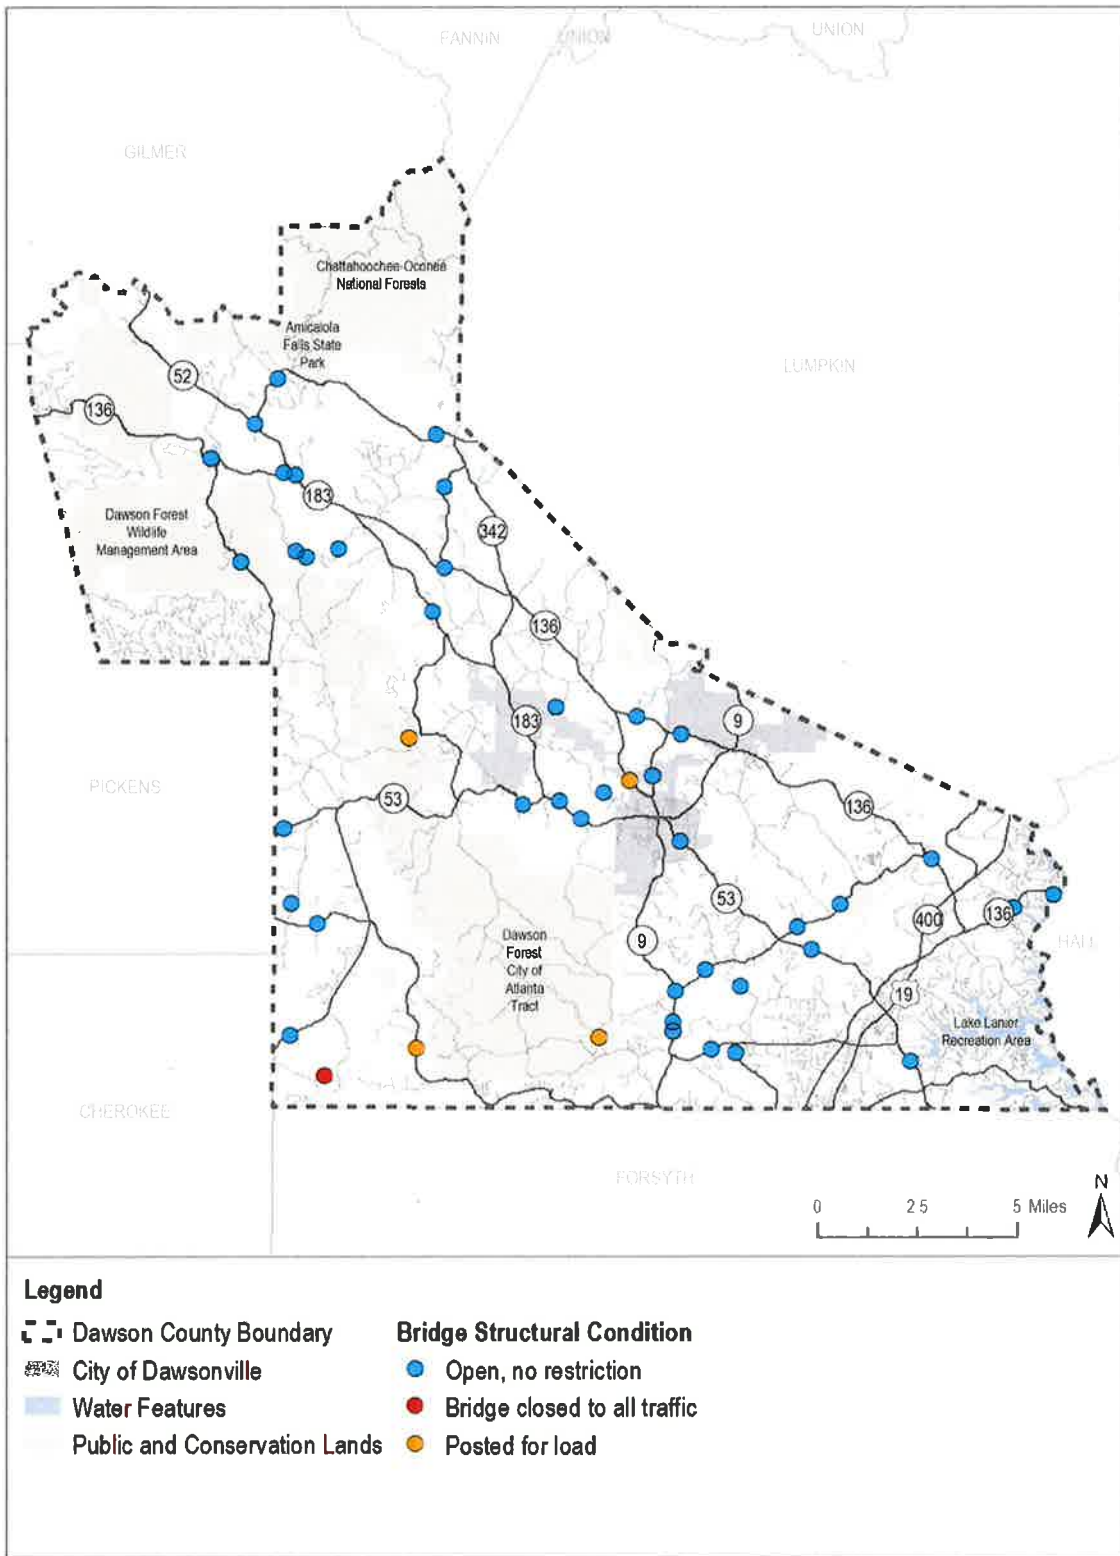 FANNIN
UNION
UNION
GILMER
Chattahoochee-Oconee
National Forests
Amicalola
Falls State
Park
LUMPKIN
52
136
183
342
Dawson Forest
Wildlife
Management Area
136
9
183
PICKENS
53
136
53
400
136
HALL
9
Dawson
Forest
City of
Atlanta
Tract
19
Lake Lanier
Recreation Area
CHEROKEE
FORSYTH
N
0 2 5 5 Miles
Legend
Dawson County Boundary
City of Dawsonville
Water Features
Public and Conservation Lands
Bridge Structural Condition
Open, no restriction
Bridge closed to all traffic
Posted for load